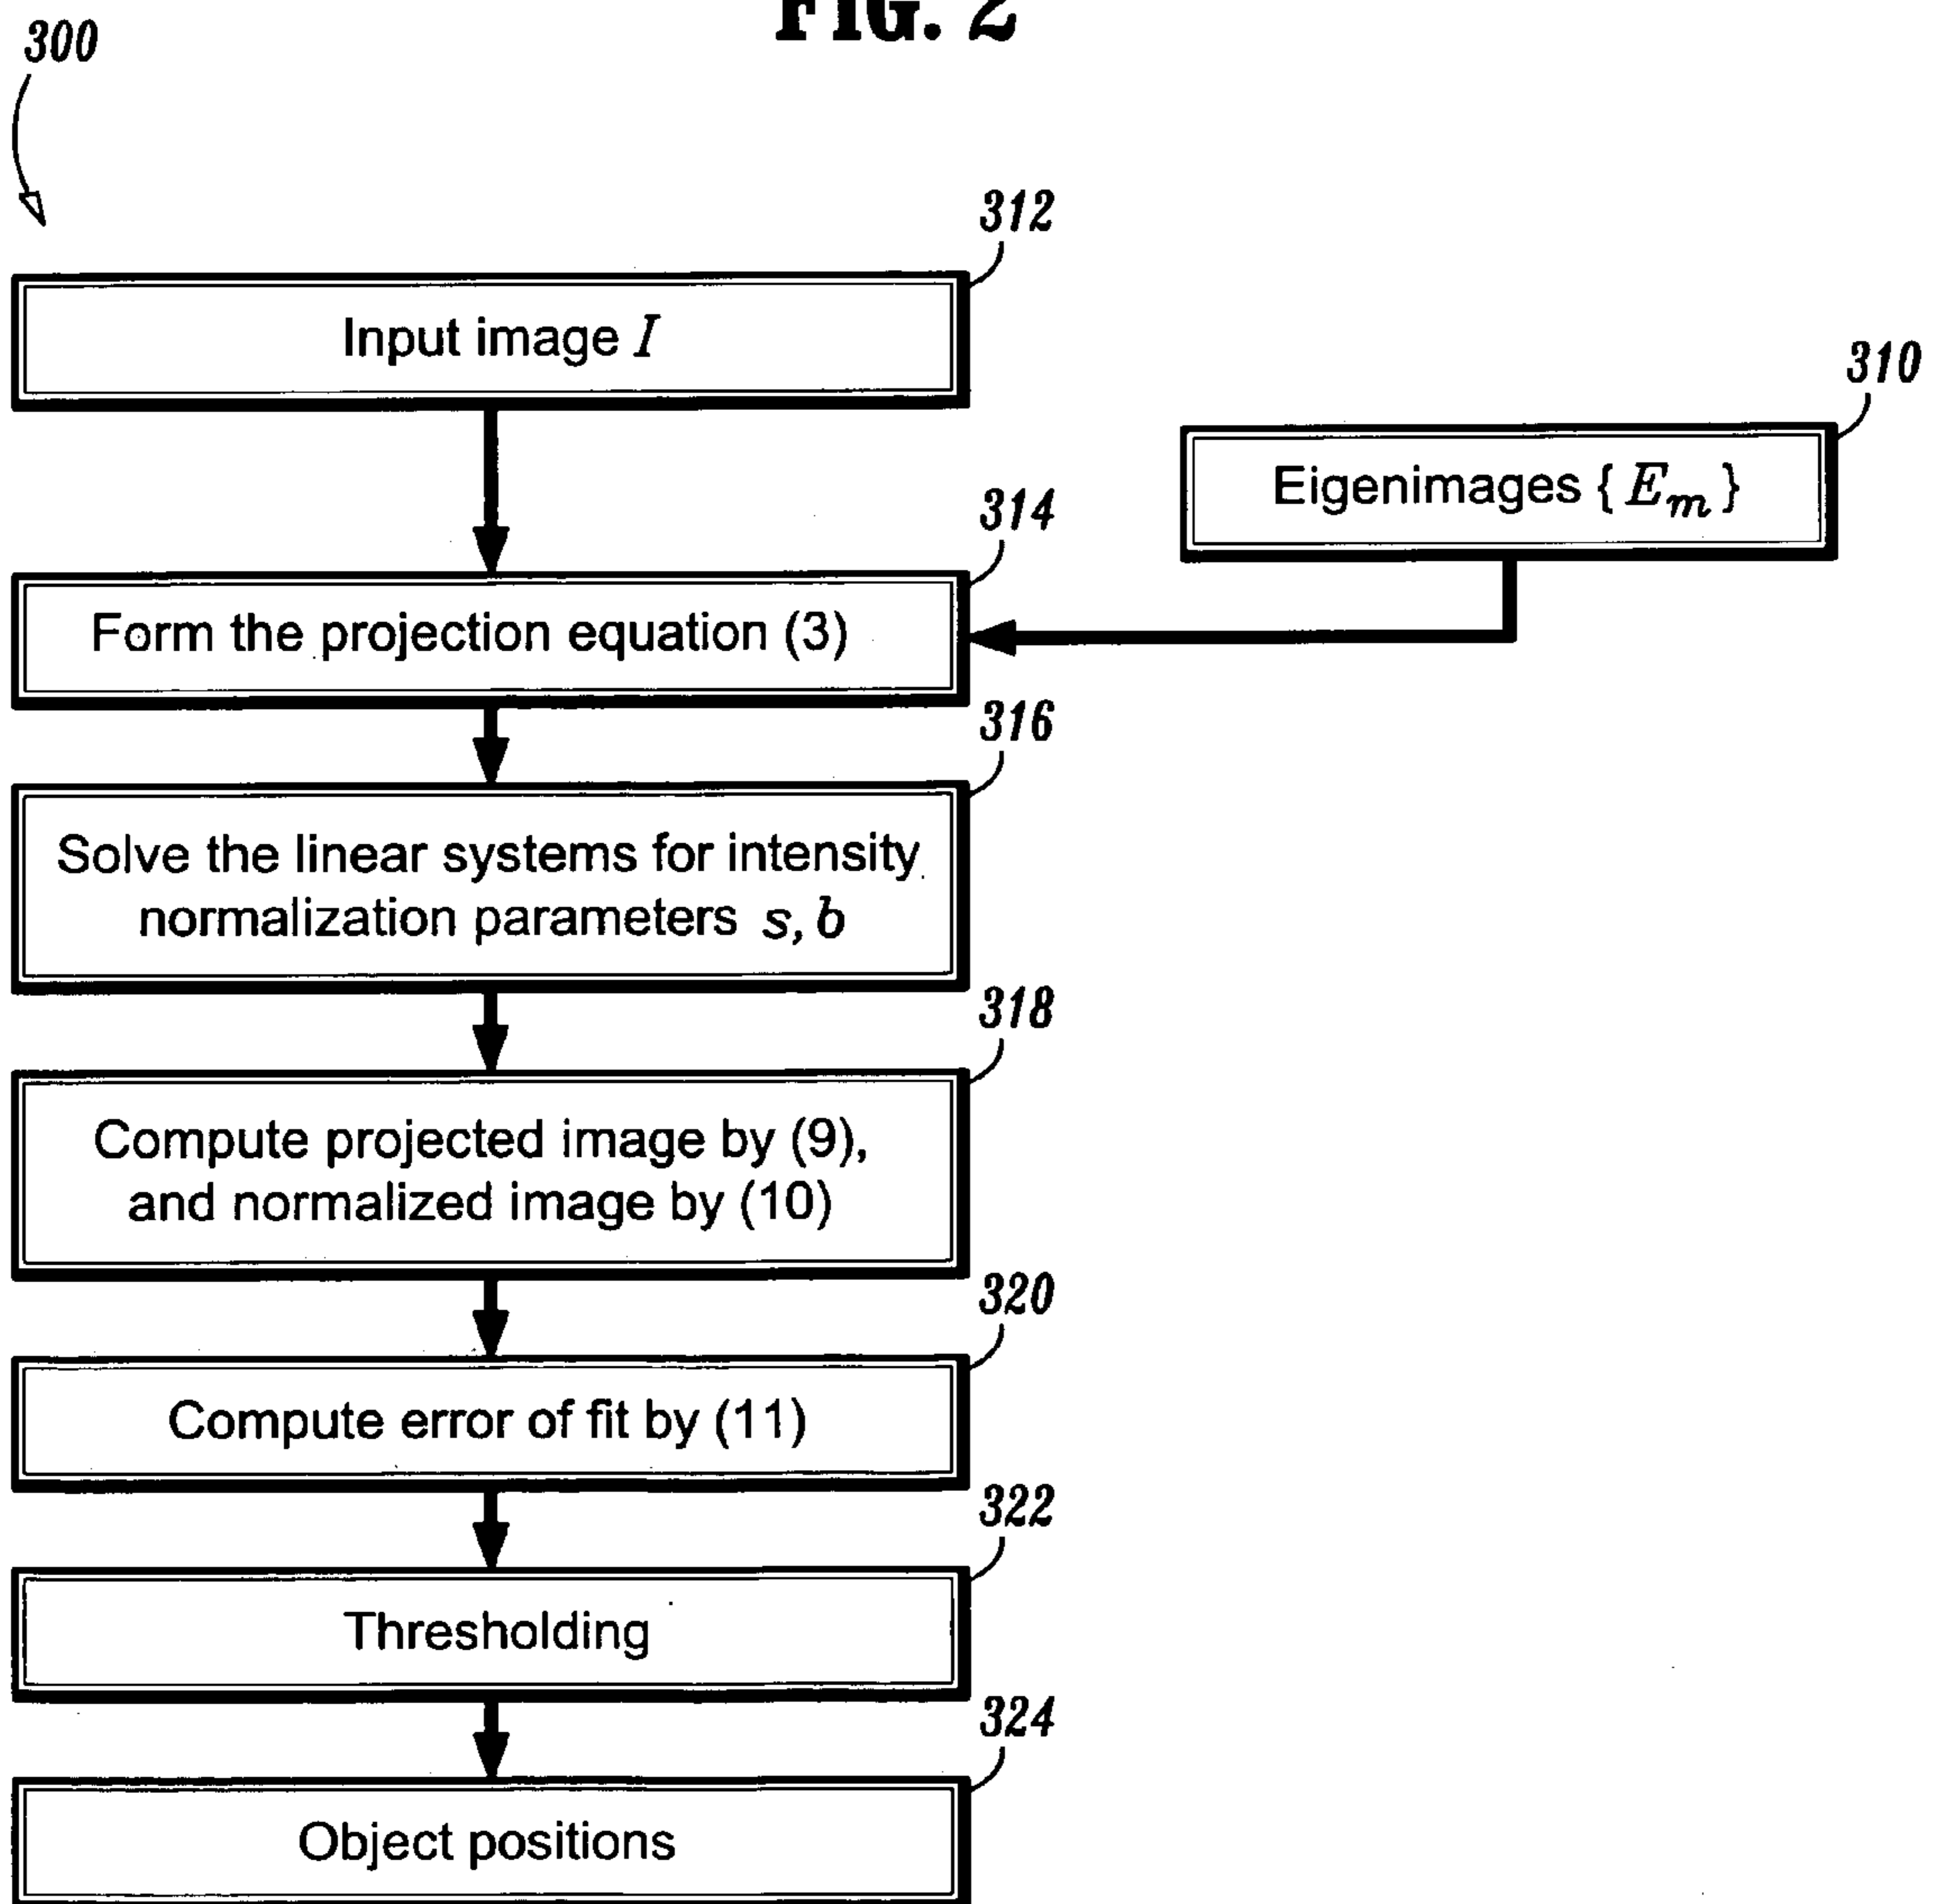 FIG. 2
300
312
Input image I
310
Eigenimages { E_m }
314
Form the projection equation (3)
316
Solve the linear systems for intensity
normalization parameters s, b
318
Compute projected image by (9),
and normalized image by (10)
320
Compute error of fit by (11)
322
Thresholding
324
Object positions